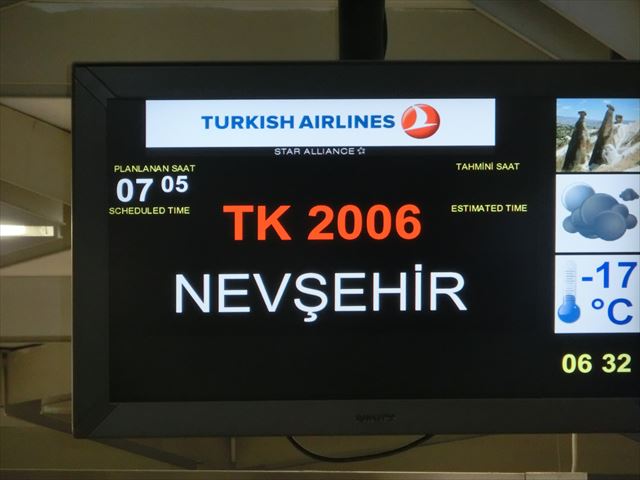 TURKISH AIRLINES
STAR ALLIANCE
PLANLANAN SAAT
07 05
SCHEDULED TIME
TAHMİNİ SAAT
ESTIMATED TIME
TK 2006
NEVŞEHİR
-17
°C
06 32